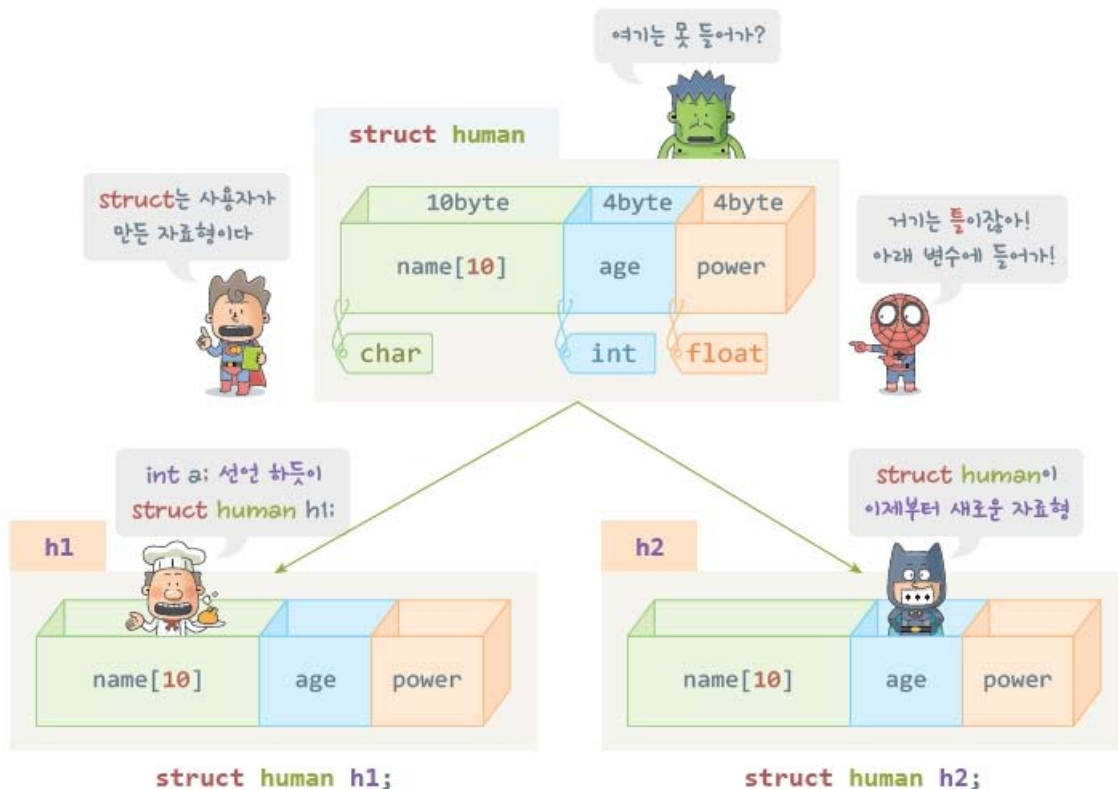 여기는 못 들어가?
struct human
struct는 사용자가
만든 자료형이다
10byte 4byte 4byte
name[10] age power
char int float
거기는 틀이잖아!
아래 변수에 들어가!
int a; 선언 하듯이
struct human h1;
struct human이
이제부터 새로운 자료형
h1
name[10] age power
struct human h1;
h2
name[10] age power
struct human h2;